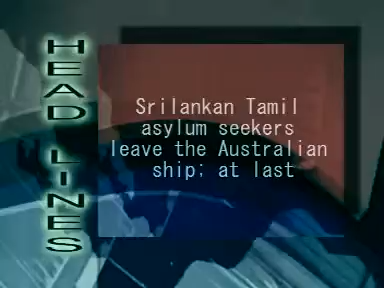 HEAD LINES
Srilankan Tamil
asylum seekers
leave the Australian
ship; at last